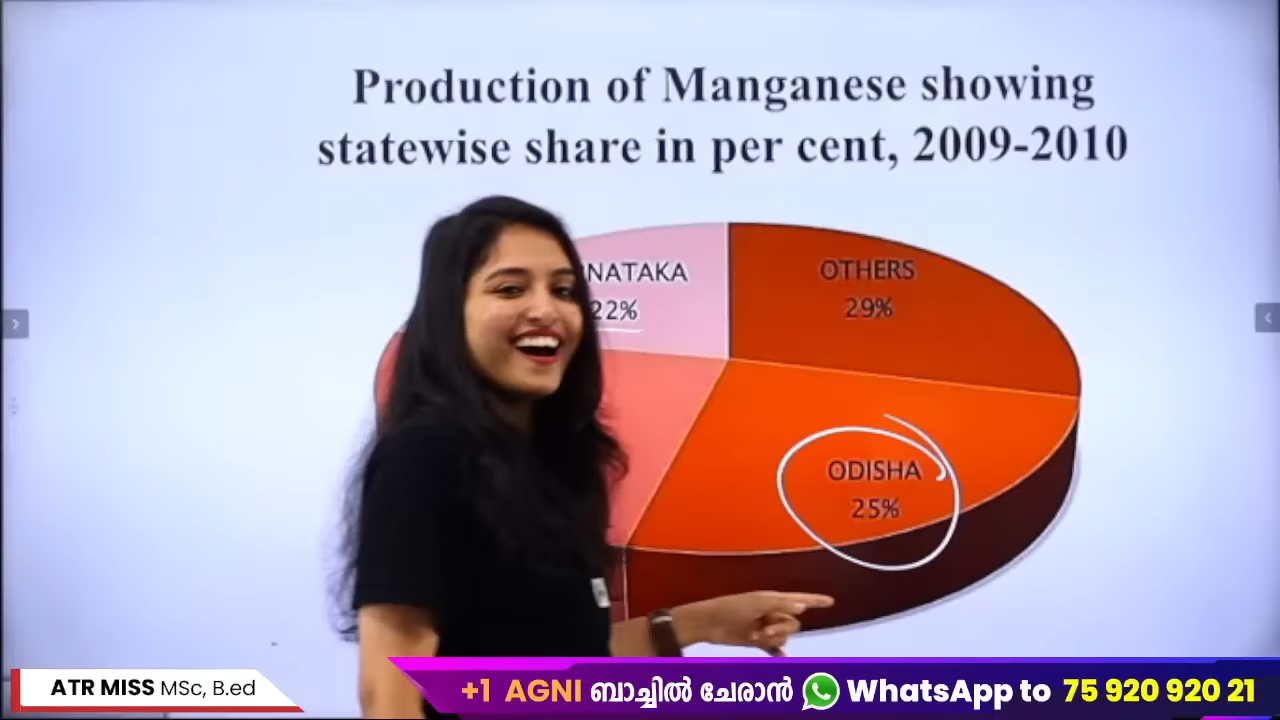 Production of Manganese showing
statewise share in per cent, 2009-2010
NATAKA
22%
OTHERS
29%
ODISHA
25%
ATR MISS MSc, B.ed
+1 AGNI ബാച്ചിൽ ചേരാൻ WhatsApp to 75 920 920 21